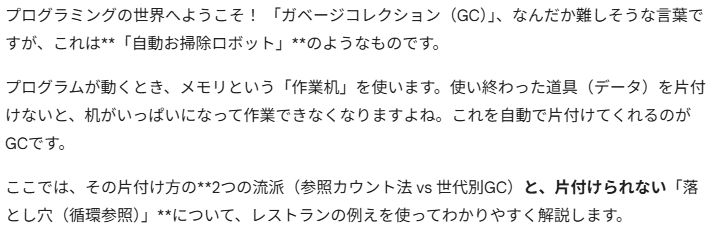 プログラミングの世界へようこそ！ 「ガベージコレクション（GC）」、なんだか難しそうな言葉で
すが、これは**「自動お掃除ロボット」**のようなものです。
プログラムが動くとき、メモリという「作業机」を使います。使い終わった道具（データ）を片付
けないと、机がいっぱいになって作業できなくなりますよね。これを自動で片付けてくれるのが
GCです。
ここでは、その片付け方の**2つの流派（参照カウント法 vs 世代別GC）と、片付けられない「落
とし穴（循環参照）」**について、レストランの例えを使ってわかりやすく解説します。